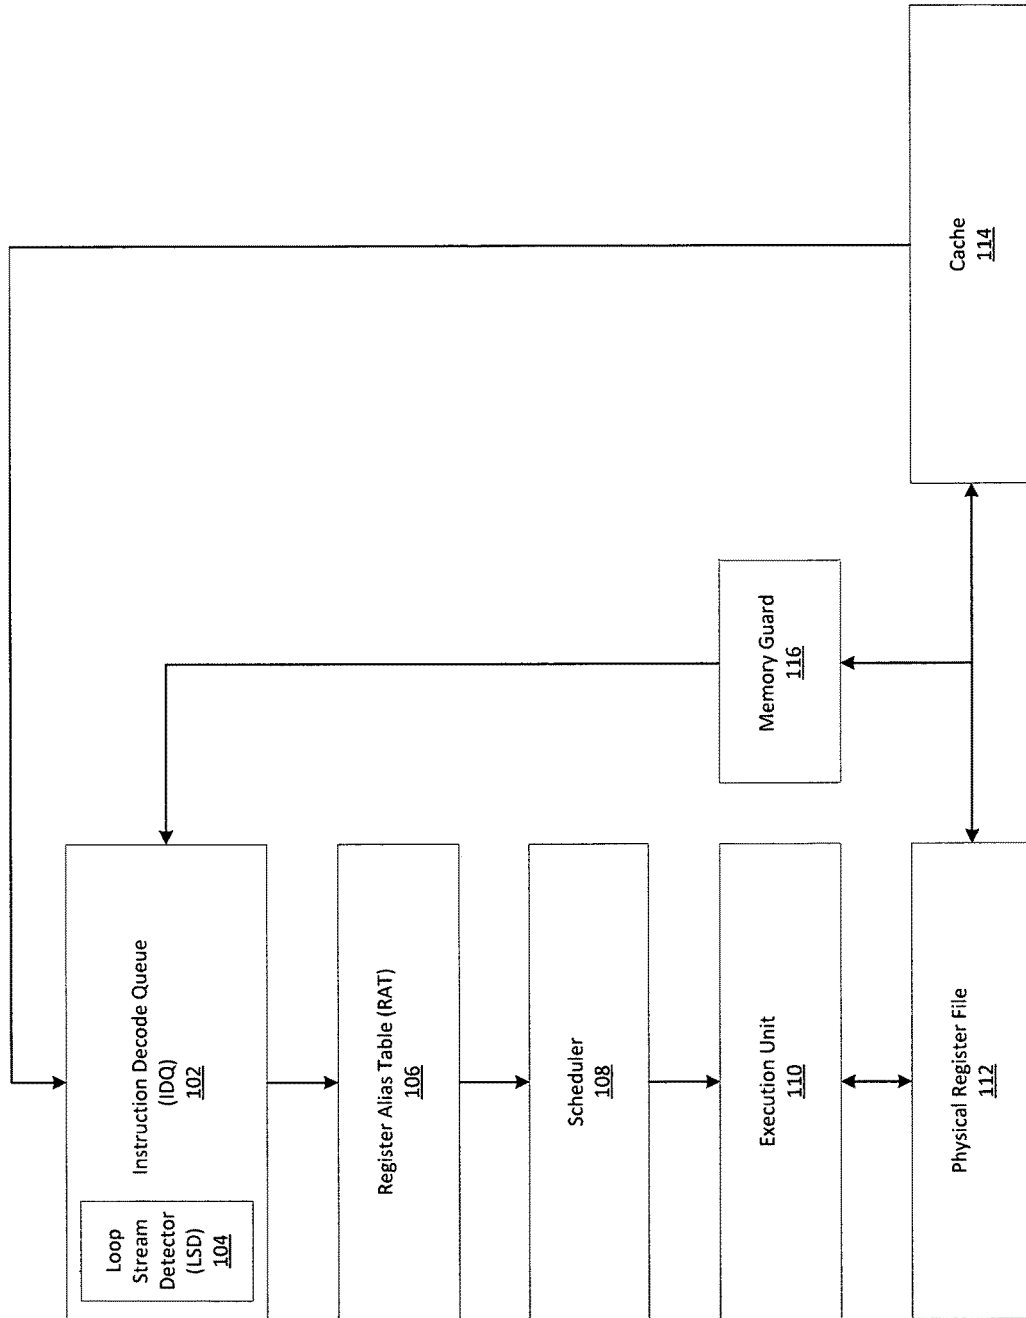 Loop
Stream
Detector
(LSD)
104
Instruction Decode Queue
(IDQ)
102
Register Alias Table (RAT)
106
Scheduler
108
Execution Unit
110
Physical Register File
112
Memory Guard
116
Cache
114